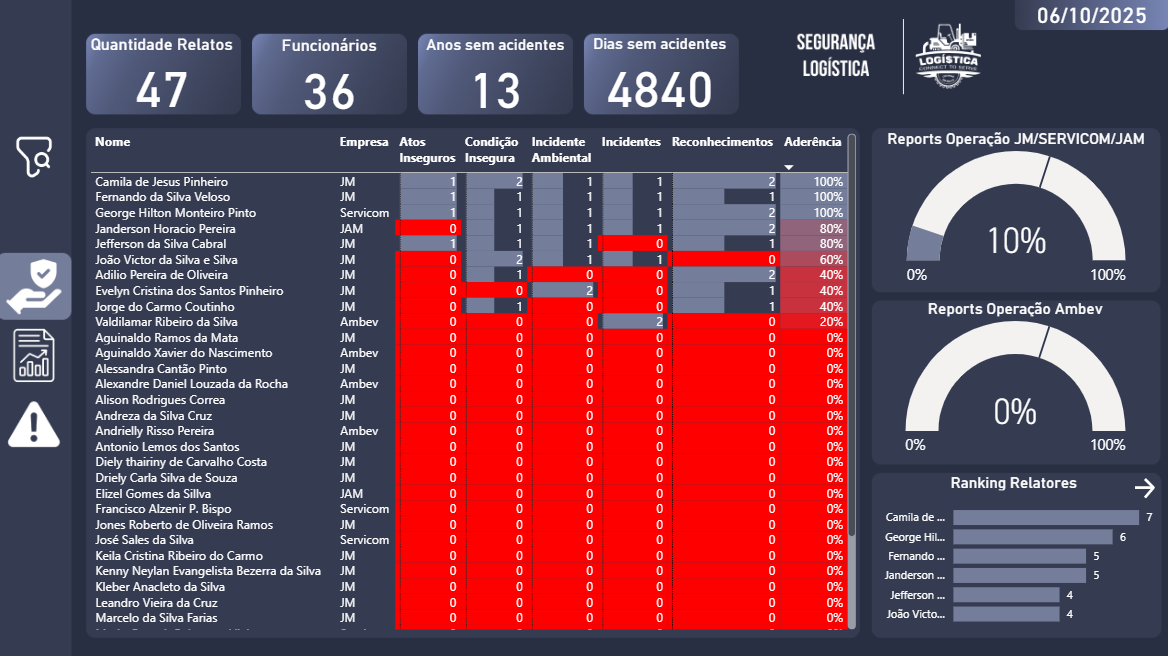 06/10/2025
Quantidade Relatos
47
Funcionários
36
Anos sem acidentes
13
Dias sem acidentes
4840
SEGURANÇA
LOGÍSTICA
LOGÍSTICA
Nome Empresa Atos Inseguros Condição Insegura Incidente Ambiental Incidentes Reconhecimentos Aderência
Camila de Jesus Pinheiro JM 1 2 1 1 2 100%
Fernando da Silva Veloso JM 1 1 1 1 1 100%
George Hilton Monteiro Pinto Servicom 1 1 1 1 2 100%
Janderson Horacio Pereira JAM 0 1 1 1 2 80%
Jefferson da Silva Cabral JM 1 1 1 0 1 80%
João Victor da Silva e Silva JM 0 2 1 1 0 60%
Adilio Pereira de Oliveira JM 0 1 0 0 2 40%
Evelyn Cristina dos Santos Pinheiro JM 0 0 2 0 1 40%
Jorge do Carmo Coutinho JM 0 1 0 0 1 40%
Valdilamar Ribeiro da Silva Ambev 0 0 0 2 0 20%
Aguinaldo Ramos da Mata JM 0 0 0 0 0 0%
Aguinaldo Xavier do Nascimento Ambev 0 0 0 0 0 0%
Alessandra Cantão Pinto JM 0 0 0 0 0 0%
Alexandre Daniel Louzada da Rocha Ambev 0 0 0 0 0 0%
Alison Rodrigues Correa JM 0 0 0 0 0 0%
Andreza da Silva Cruz JM 0 0 0 0 0 0%
Andrielly Risso Pereira Ambev 0 0 0 0 0 0%
Antonio Lemos dos Santos JM 0 0 0 0 0 0%
Diely thairiny de Carvalho Costa JM 0 0 0 0 0 0%
Driely Carla Silva de Souza JM 0 0 0 0 0 0%
Elizel Gomes da Sillva JAM 0 0 0 0 0 0%
Francisco Alzenir P. Bispo Servicom 0 0 0 0 0 0%
Jones Roberto de Oliveira Ramos JM 0 0 0 0 0 0%
José Sales da Silva Servicom 0 0 0 0 0 0%
Keila Cristina Ribeiro do Carmo JM 0 0 0 0 0 0%
Kenny Neylan Evangelista Bezerra da Silva JM 0 0 0 0 0 0%
Kleber Anacleto da Silva JM 0 0 0 0 0 0%
Leandro Vieira da Cruz JM 0 0 0 0 0 0%
Marcelo da Silva Farias JM 0 0 0 0 0 0%
Reports Operação JM/SERVICOM/JAM
10%
0% 100%
Reports Operação Ambev
0%
0% 100%
Ranking Relatores
Camila de ... 7
George Hil... 6
Fernando ... 5
Janderson ... 5
Jefferson ... 4
João Victo... 4